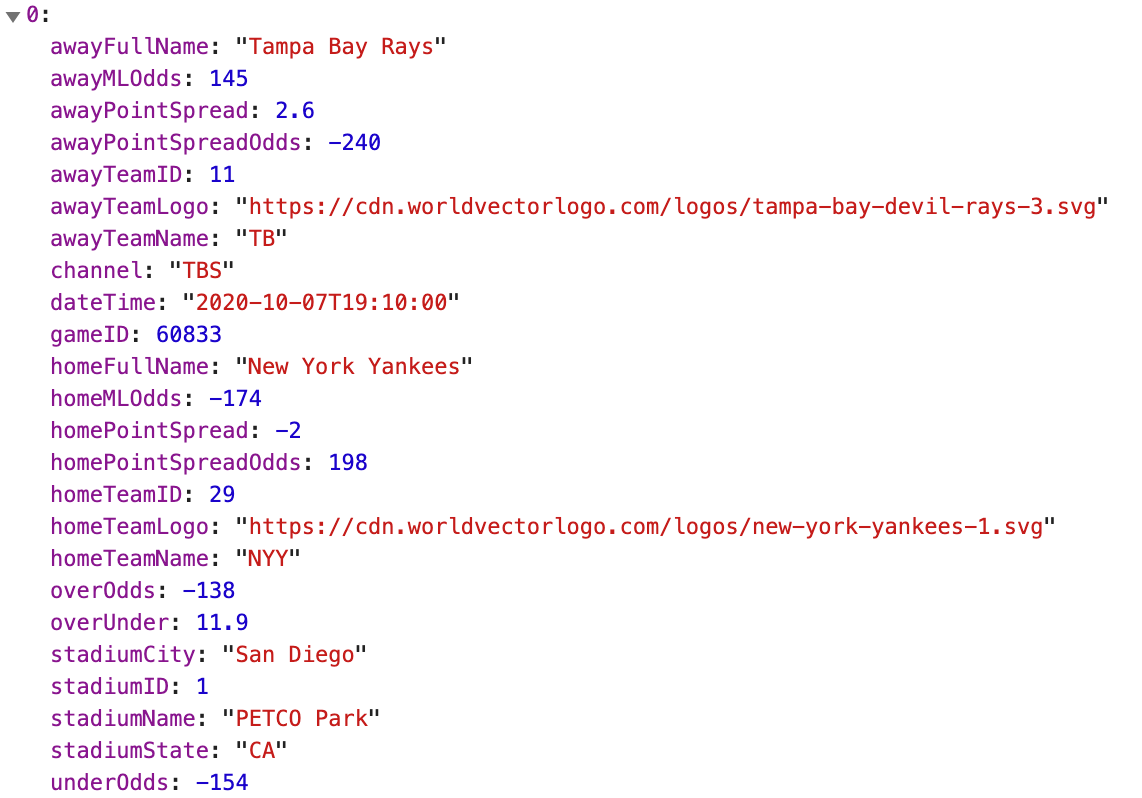 0:
awayFullName: "Tampa Bay Rays"
awayMLOdds: 145
awayPointSpread: 2.6
awayPointSpreadOdds: -240
awayTeamID: 11
awayTeamLogo: "https://cdn.worldvectorlogo.com/logos/tampa-bay-devil-rays-3.svg"
awayTeamName: "TB"
channel: "TBS"
dateTime: "2020-10-07T19:10:00"
gameID: 60833
homeFullName: "New York Yankees"
homeMLOdds: -174
homePointSpread: -2
homePointSpreadOdds: 198
homeTeamID: 29
homeTeamLogo: "https://cdn.worldvectorlogo.com/logos/new-york-yankees-1.svg"
homeTeamName: "NYY"
overOdds: -138
overUnder: 11.9
stadiumCity: "San Diego"
stadiumID: 1
stadiumName: "PETCO Park"
stadiumState: "CA"
underOdds: -154